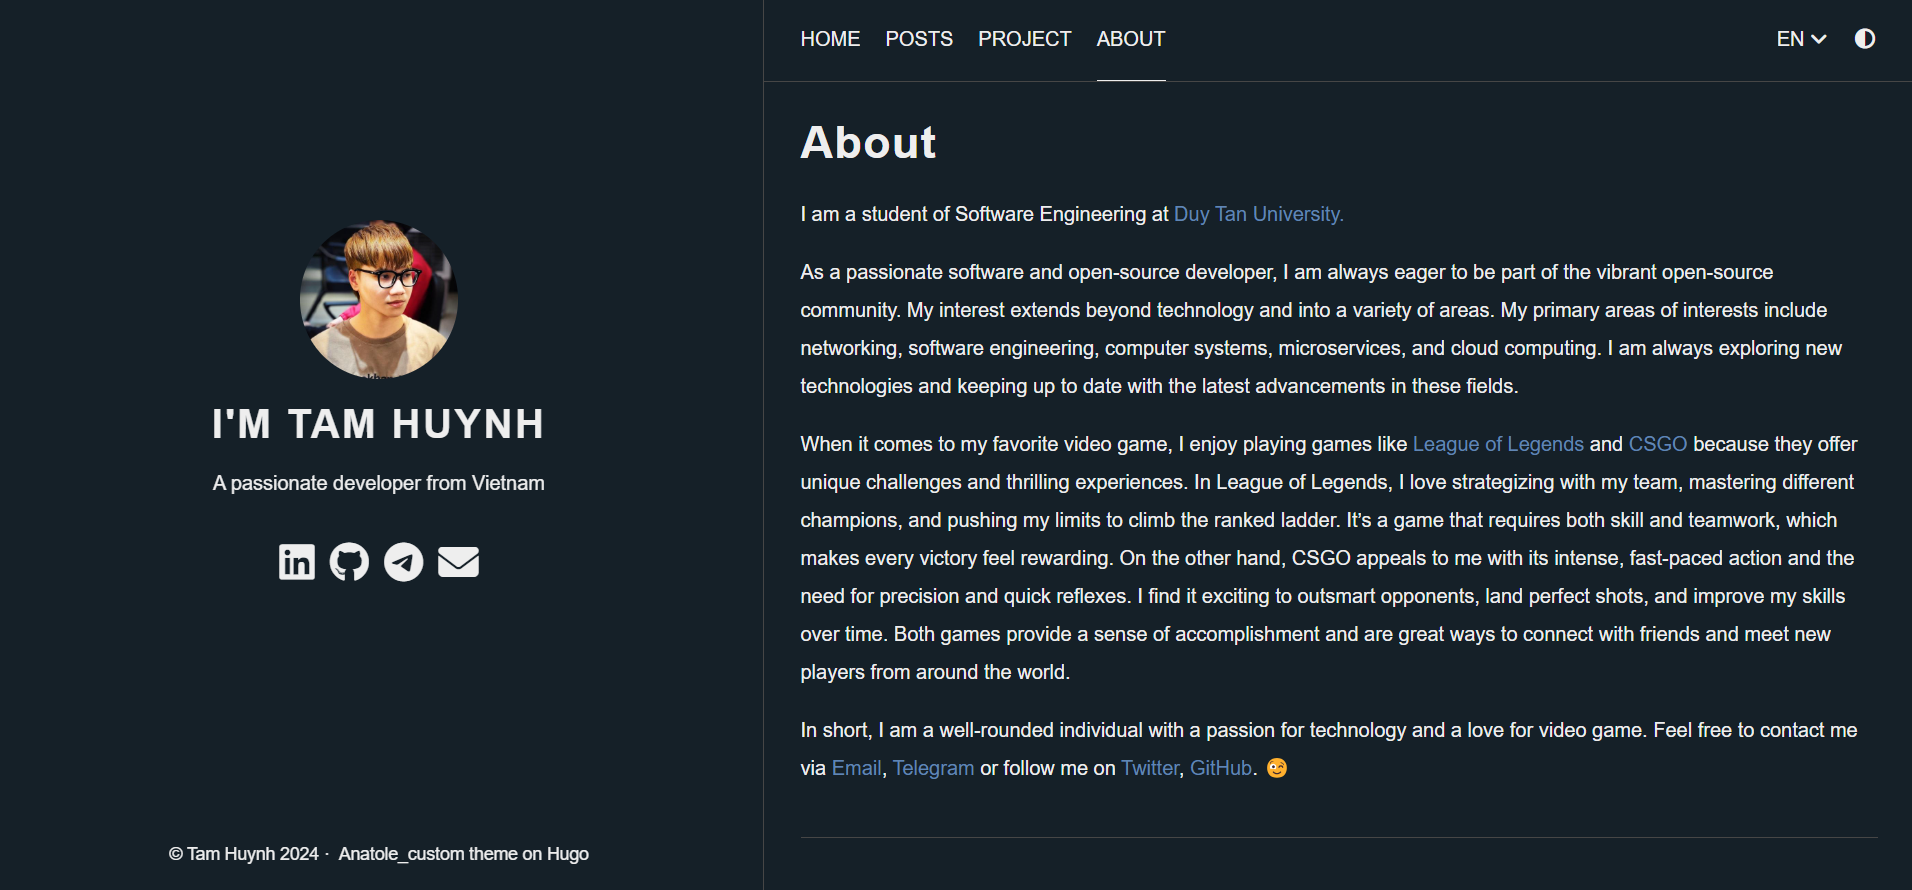 HOME POSTS PROJECT ABOUT EN
I'M TAM HUYNH
A passionate developer from Vietnam
© Tam Huynh 2024 · Anatole_custom theme on Hugo
About
I am a student of Software Engineering at Duy Tan University.
As a passionate software and open-source developer, I am always eager to be part of the vibrant open-source
community. My interest extends beyond technology and into a variety of areas. My primary areas of interests include
networking, software engineering, computer systems, microservices, and cloud computing. I am always exploring new
technologies and keeping up to date with the latest advancements in these fields.
When it comes to my favorite video game, I enjoy playing games like League of Legends and CSGO because they offer
unique challenges and thrilling experiences. In League of Legends, I love strategizing with my team, mastering different
champions, and pushing my limits to climb the ranked ladder. It’s a game that requires both skill and teamwork, which
makes every victory feel rewarding. On the other hand, CSGO appeals to me with its intense, fast-paced action and the
need for precision and quick reflexes. I find it exciting to outsmart opponents, land perfect shots, and improve my skills
over time. Both games provide a sense of accomplishment and are great ways to connect with friends and meet new
players from around the world.
In short, I am a well-rounded individual with a passion for technology and a love for video game. Feel free to contact me
via Email, Telegram or follow me on Twitter, GitHub. 😉